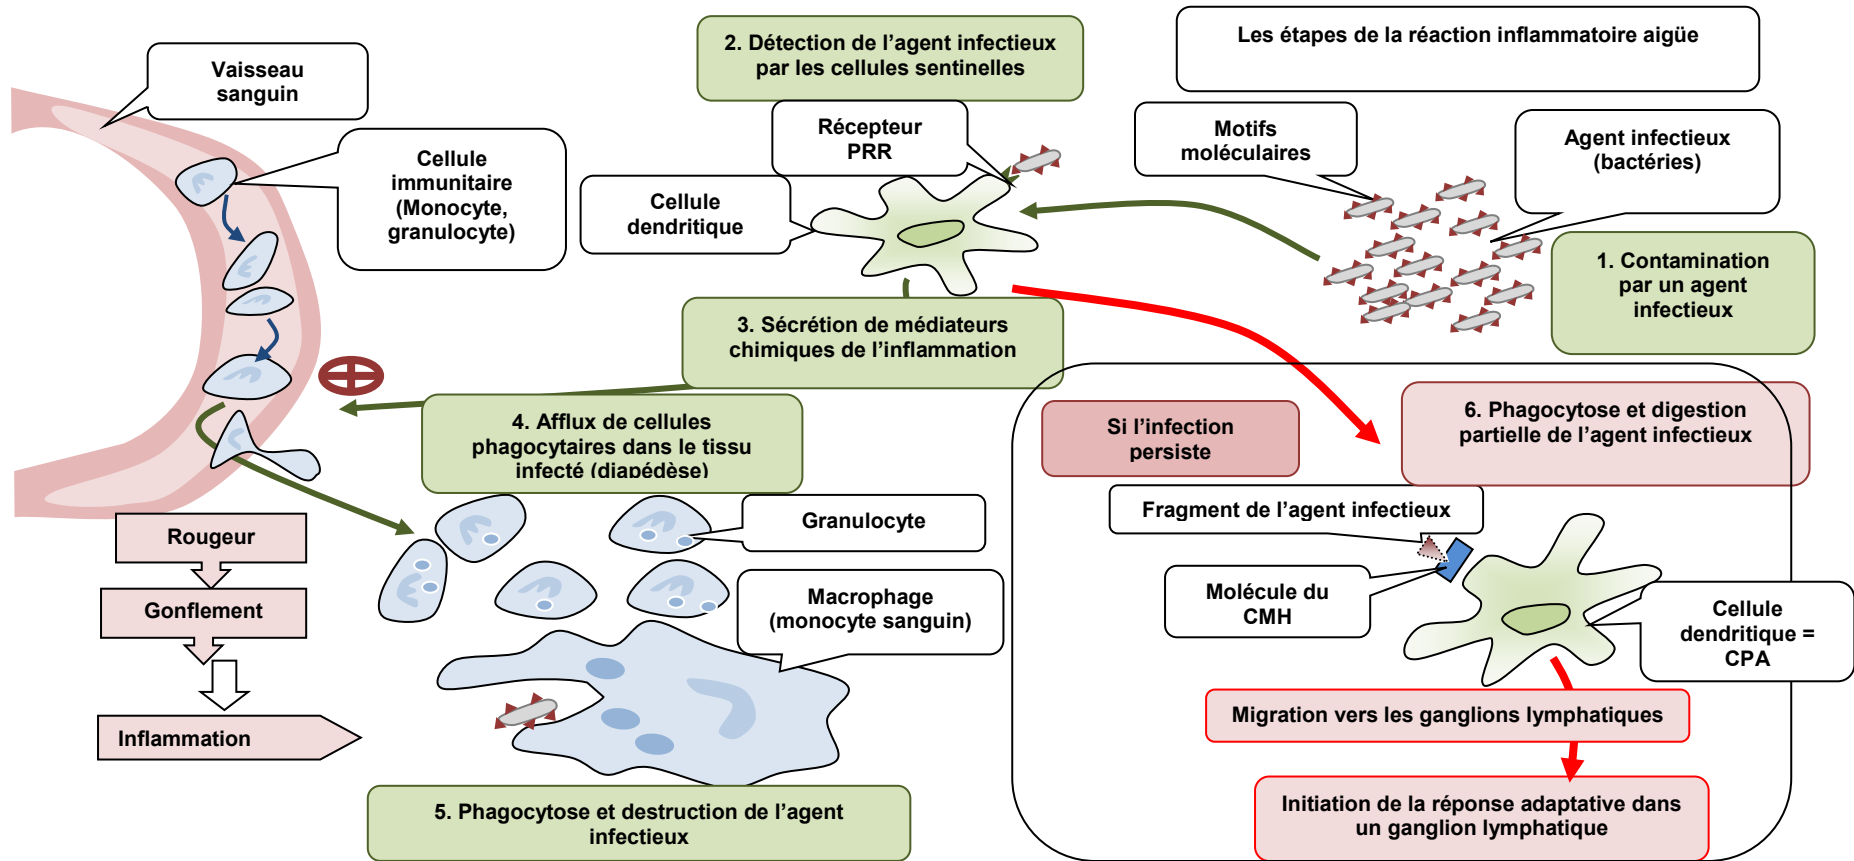 Les étapes de la réaction inflammatoire aigüe
2. Détection de l'agent infectieux
par les cellules sentinelles
Vaisseau
sanguin
Cellule
immunitaire
(Monocyte,
granulocyte)
Récepteur
PRR
Cellule
dendritique
Motifs
moléculaires
Agent infectieux
(bactéries)
1. Contamination
par un agent
infectieux
3. Sécrétion de médiateurs
chimiques de l'inflammation
4. Afflux de cellules
phagocytaires dans le tissu
infecté (diapédèse)
Si l'infection
persiste
6. Phagocytose et digestion
partielle de l'agent infectieux
Granulocyte
Fragment de l'agent infectieux
Rougeur
Gonflement
Inflammation
Macrophage
(monocyte sanguin)
Molécule du
CMH
Cellule
dendritique =
CPA
Migration vers les ganglions lymphatiques
5. Phagocytose et destruction de l'agent
infectieux
Initiation de la réponse adaptative dans
un ganglion lymphatique